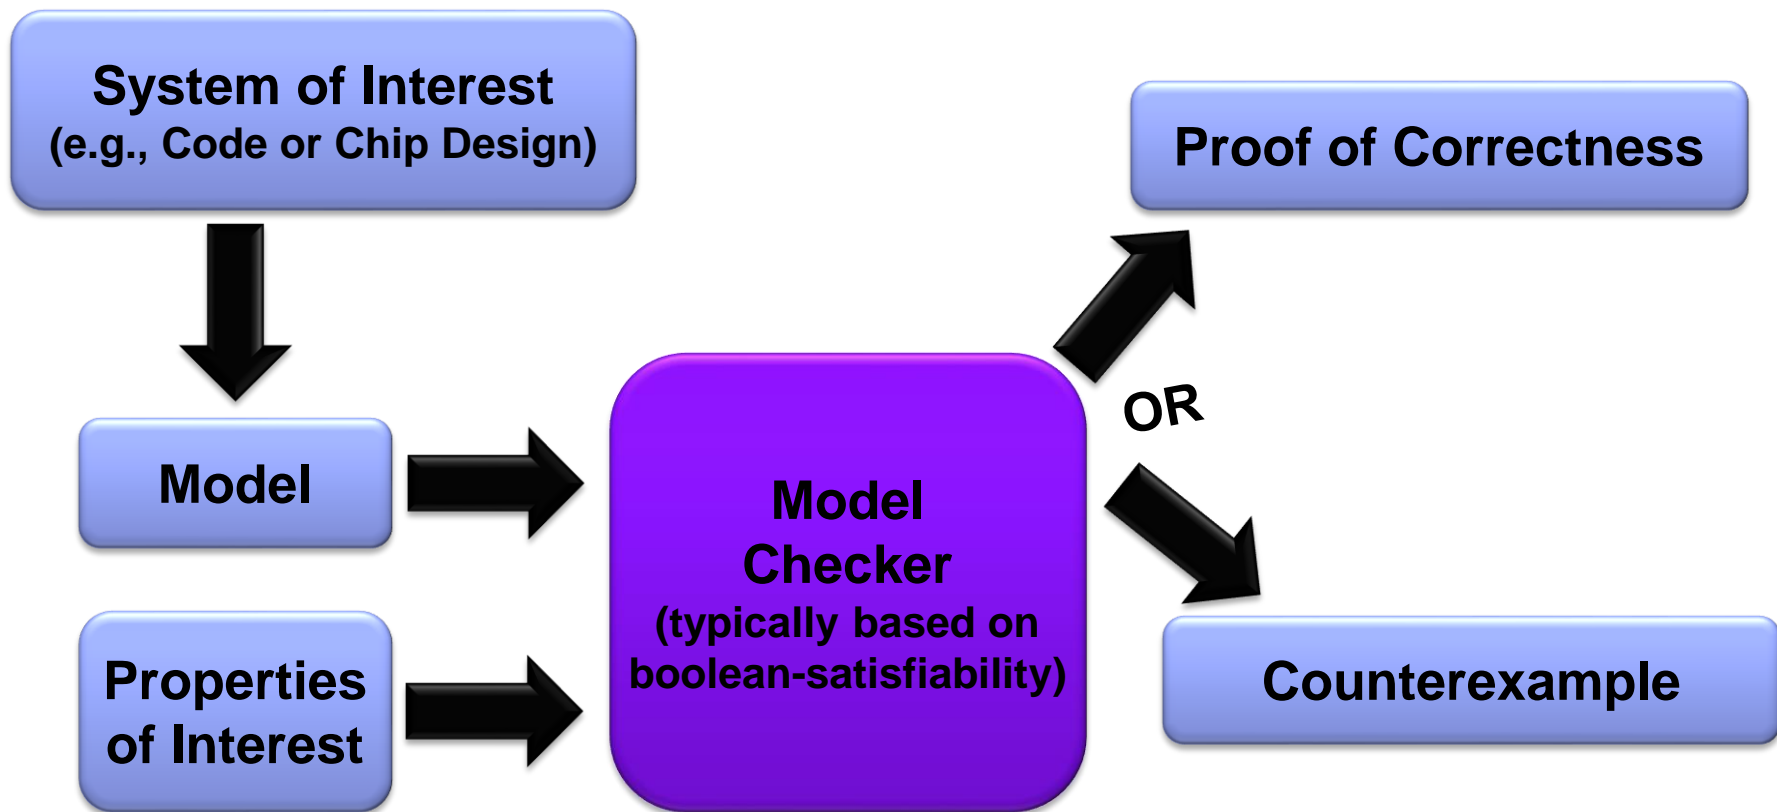 System of Interest
(e.g., Code or Chip Design)
Proof of Correctness
OR
Model
Model
Checker
(typically based on
boolean-satisfiability)
Properties
of Interest
Counterexample